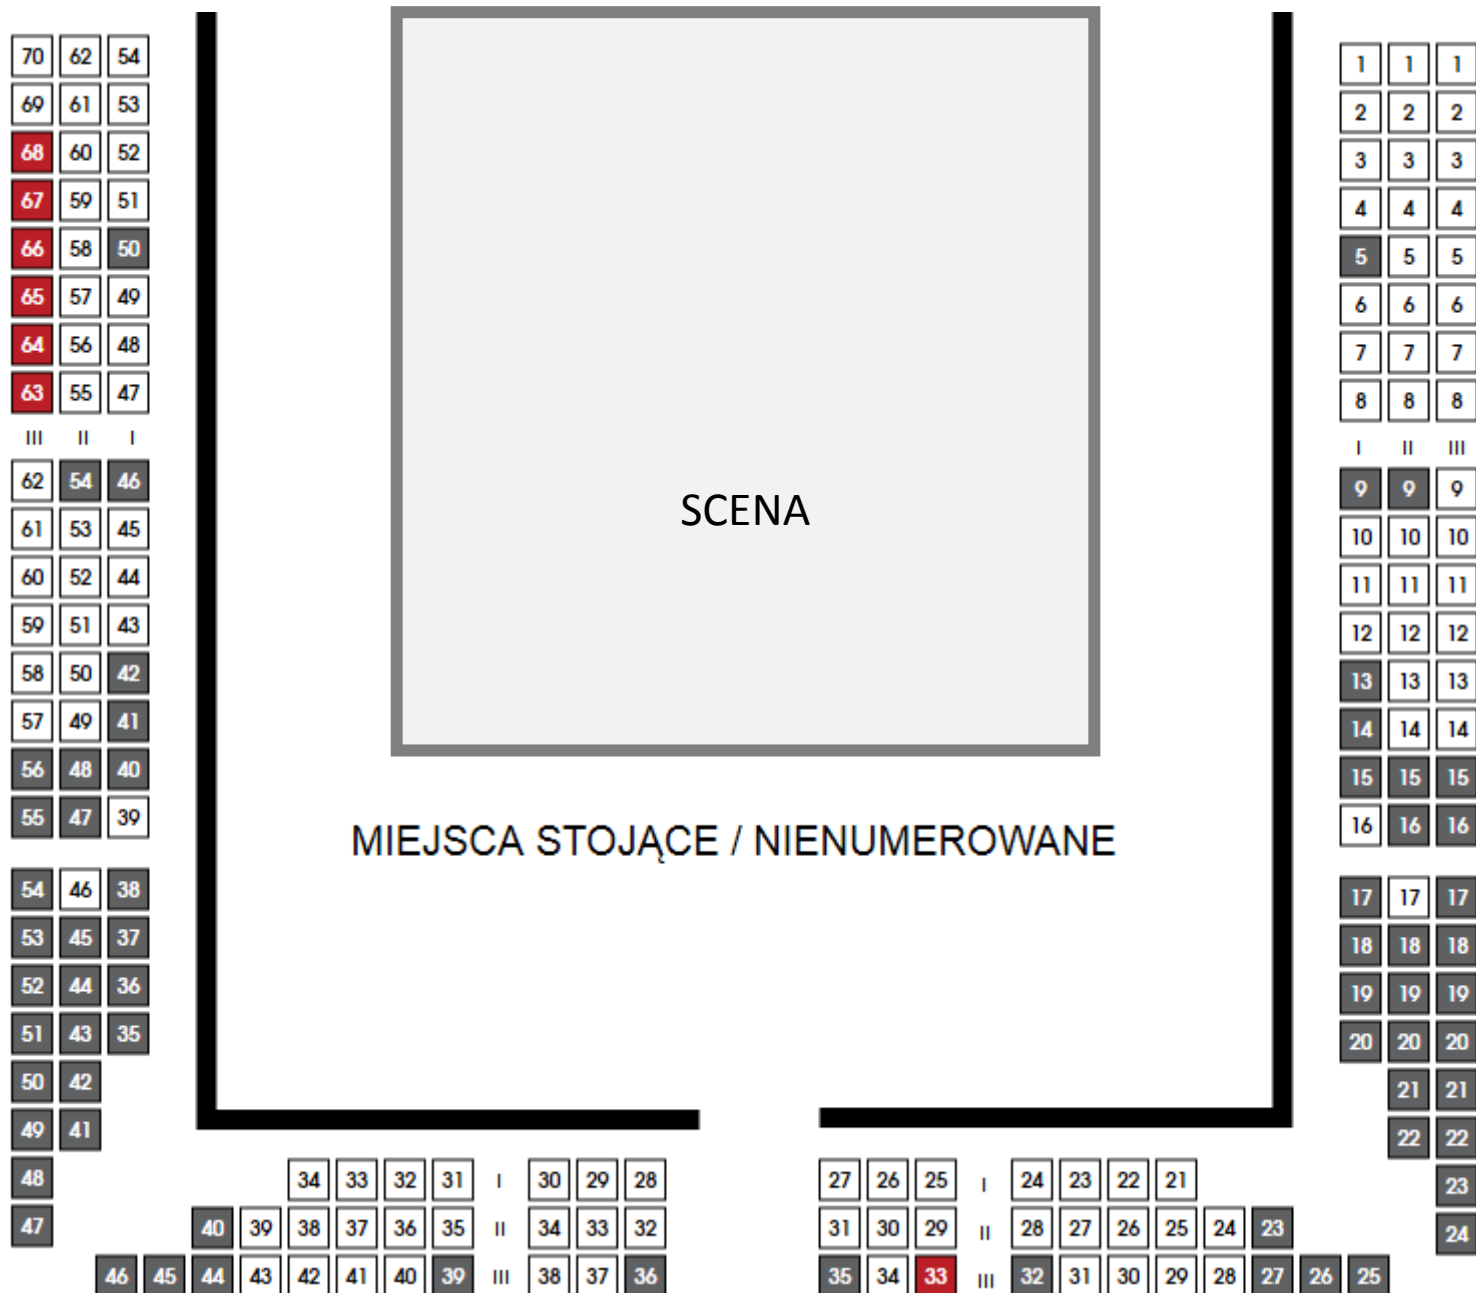 70 62 54 1 1 1
69 61 53 2 2 2
68 60 52 3 3 3
67 59 51 4 4 4
66 58 50 5 5 5
65 57 49 6 6 6
64 56 48 7 7 7
63 55 47 8 8 8
III II I I II III
62 54 46 9 9 9
SCENA
61 53 45 10 10 10
60 52 44 11 11 11
59 51 43 12 12 12
58 50 42 13 13 13
57 49 41 14 14 14
56 48 40 15 15 15
55 47 39 16 16 16
MIEJSCA STOJĄCE / NIENUMEROWANE
54 46 38 17 17 17
53 45 37 18 18 18
52 44 36 19 19 19
51 43 35 20 20 20
50 42 21 21
49 41 22 22
48 34 33 32 31 I 30 29 28 27 26 25 I 24 23 22 21 23
47 40 39 38 37 36 35 II 34 33 32 31 30 29 II 28 27 26 25 24 23 24
46 45 44 43 42 41 40 39 III 38 37 36 35 34 33 III 32 31 30 29 28 27 26 25